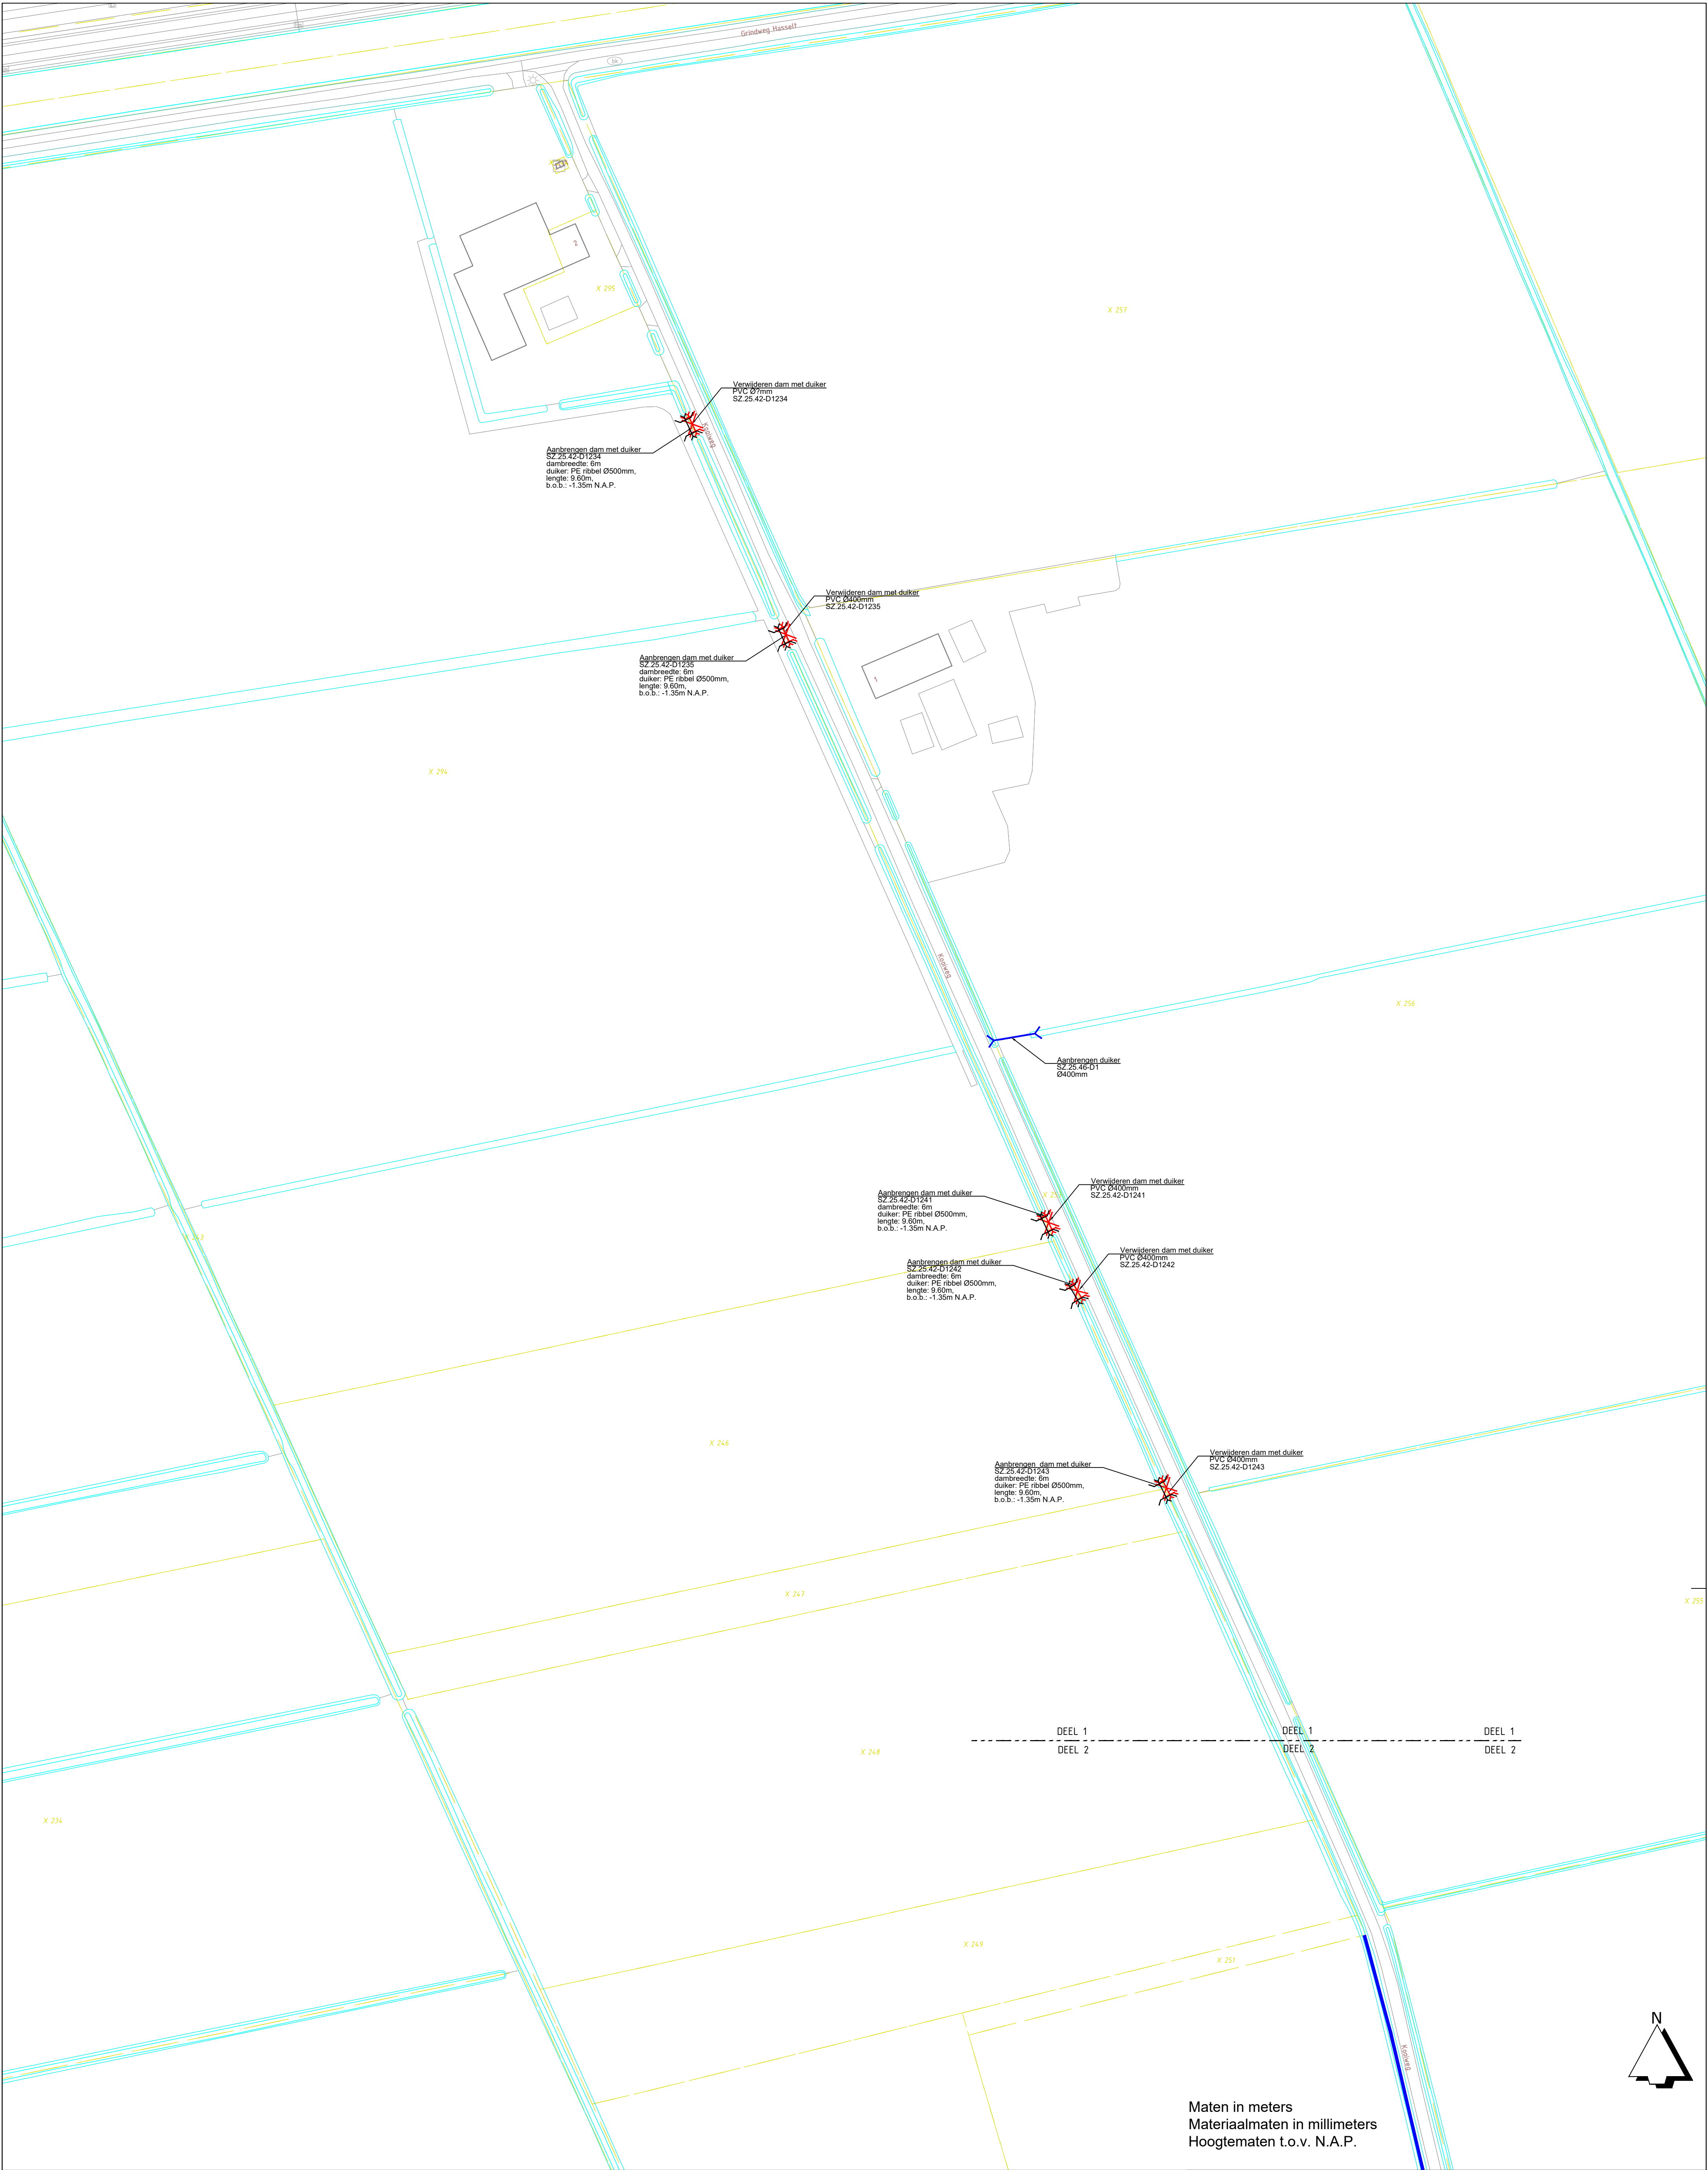 Grindweg Hasselt
bk
2
X 295
X 257
Verwijderen dam met duiker
PVC Ø?mm
SZ.25.42-D1234
Koolweg
Aanbrengen dam met duiker
SZ.25.42-D1234
dambreedte: 6m
duiker: PE ribbel Ø500mm,
lengte: 9.60m,
b.o.b.: -1.35m N.A.P.
Verwijderen dam met duiker
PVC Ø400mm
SZ.25.42-D1235
Aanbrengen dam met duiker
SZ.25.42-D1235
dambreedte: 6m
duiker: PE ribbel Ø500mm,
lengte: 9.60m,
b.o.b.: -1.35m N.A.P.
1
X 294
Koolweg
X 256
Aanbrengen duiker
SZ.25.46-D1
Ø400mm
Verwijderen dam met duiker
PVC Ø400mm
SZ.25.42-D1241
Aanbrengen dam met duiker
SZ.25.42-D1241
dambreedte: 6m
duiker: PE ribbel Ø500mm,
lengte: 9.60m,
b.o.b.: -1.35m N.A.P.
X 243
Verwijderen dam met duiker
PVC Ø400mm
SZ.25.42-D1242
Aanbrengen dam met duiker
SZ.25.42-D1242
dambreedte: 6m
duiker: PE ribbel Ø500mm,
lengte: 9.60m,
b.o.b.: -1.35m N.A.P.
X 246
Verwijderen dam met duiker
PVC Ø400mm
SZ.25.42-D1243
Aanbrengen  dam met duiker
SZ.25.42-D1243
dambreedte: 6m
duiker: PE ribbel Ø500mm,
lengte: 9.60m,
b.o.b.: -1.35m N.A.P.
X 247
X 255
DEEL 1 DEEL 1 DEEL 1
DEEL 2 DEEL 2 DEEL 2
X 248
X 234
X 249
X 251
N
Koolweg
Maten in meters
Materiaalmaten in millimeters
Hoogtematen t.o.v. N.A.P.